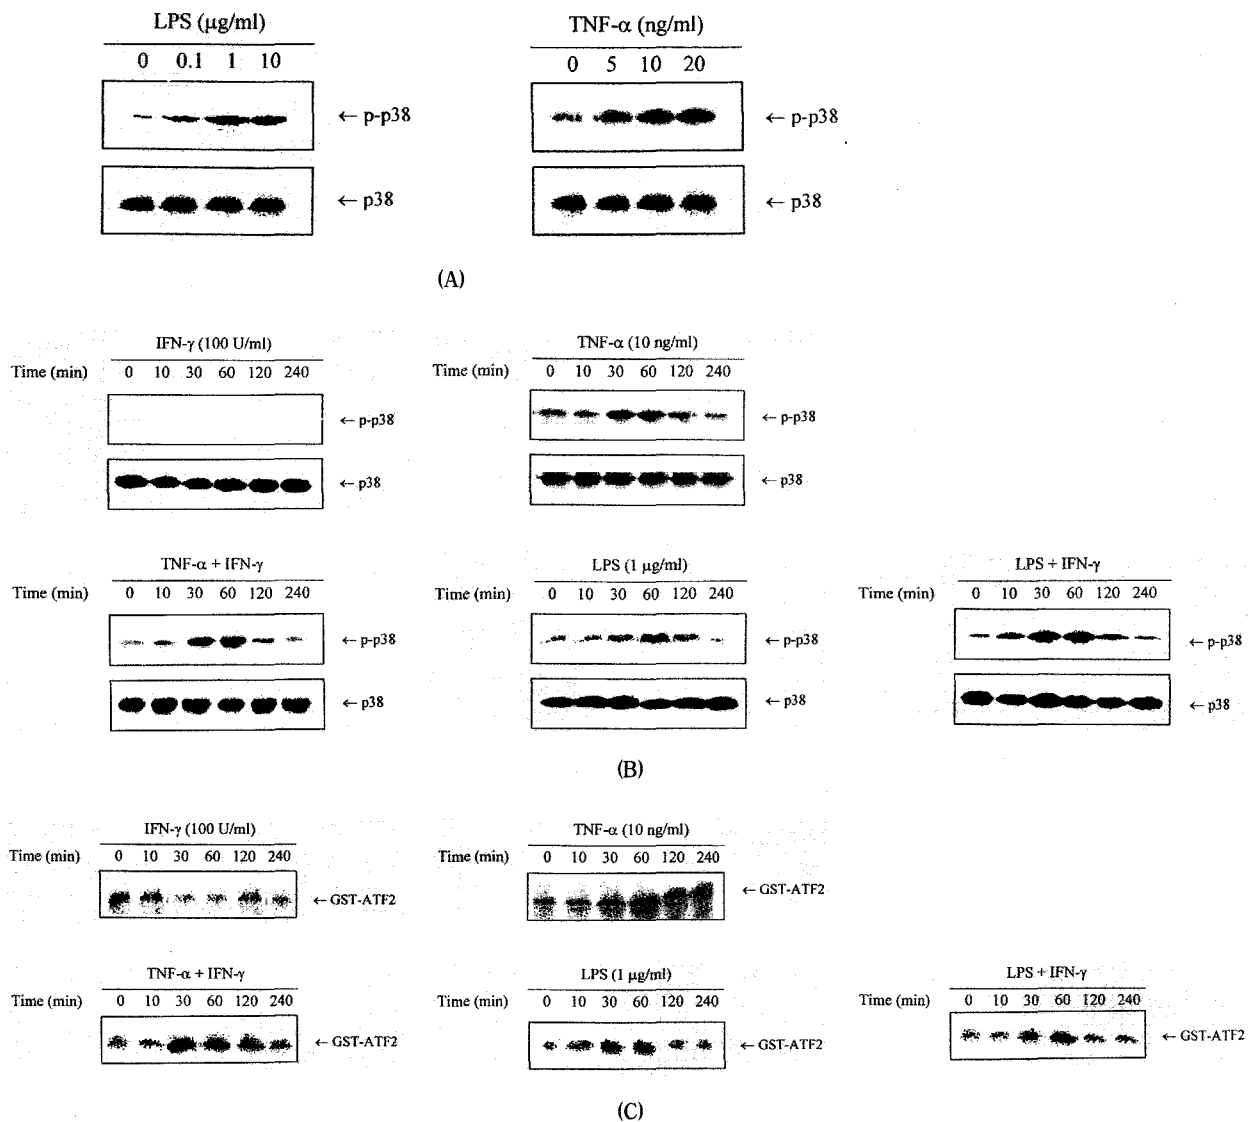 LPS (μg/ml)
0 0.1 1 10
← p-p38
← p38
TNF-α (ng/ml)
0 5 10 20
← p-p38
← p38
(A)
IFN-γ (100 U/ml)
Time (min) 0 10 30 60 120 240
← p-p38
← p38
TNF-α (10 ng/ml)
Time (min) 0 10 30 60 120 240
← p-p38
← p38
TNF-α + IFN-γ
Time (min) 0 10 30 60 120 240
← p-p38
← p38
LPS (1 μg/ml)
Time (min) 0 10 30 60 120 240
← p-p38
← p38
LPS + IFN-γ
Time (min) 0 10 30 60 120 240
← p-p38
← p38
(B)
IFN-γ (100 U/ml)
Time (min) 0 10 30 60 120 240
← GST-ATF2
TNF-α (10 ng/ml)
Time (min) 0 10 30 60 120 240
← GST-ATF2
TNF-α + IFN-γ
Time (min) 0 10 30 60 120 240
← GST-ATF2
LPS (1 μg/ml)
Time (min) 0 10 30 60 120 240
← GST-ATF2
LPS + IFN-γ
Time (min) 0 10 30 60 120 240
← GST-ATF2
(C)